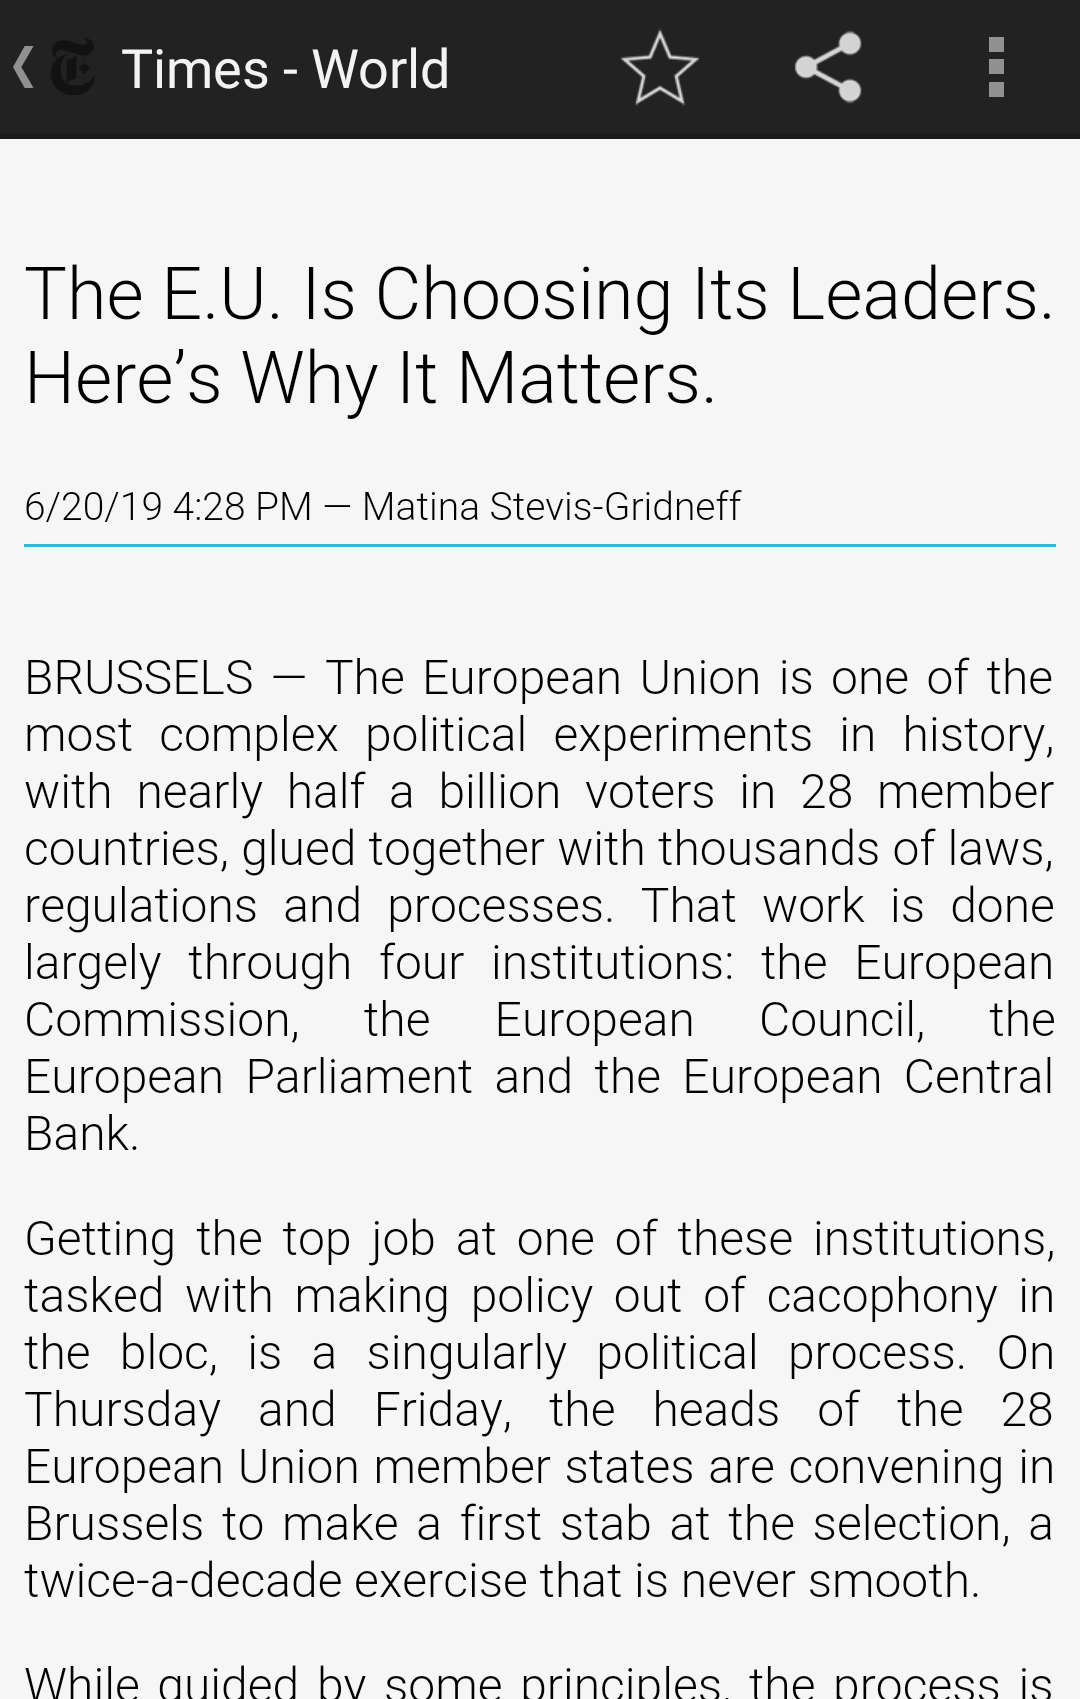 Times - World
The E.U. Is Choosing Its Leaders.
Here’s Why It Matters.
6/20/19 4:28 PM — Matina Stevis-Gridneff
BRUSSELS — The European Union is one of the
most complex political experiments in history,
with nearly half a billion voters in 28 member
countries, glued together with thousands of laws,
regulations and processes. That work is done
largely through four institutions: the European
Commission, the European Council, the
European Parliament and the European Central
Bank.
Getting the top job at one of these institutions,
tasked with making policy out of cacophony in
the bloc, is a singularly political process. On
Thursday and Friday, the heads of the 28
European Union member states are convening in
Brussels to make a first stab at the selection, a
twice-a-decade exercise that is never smooth.
While guided by some principles, the process is